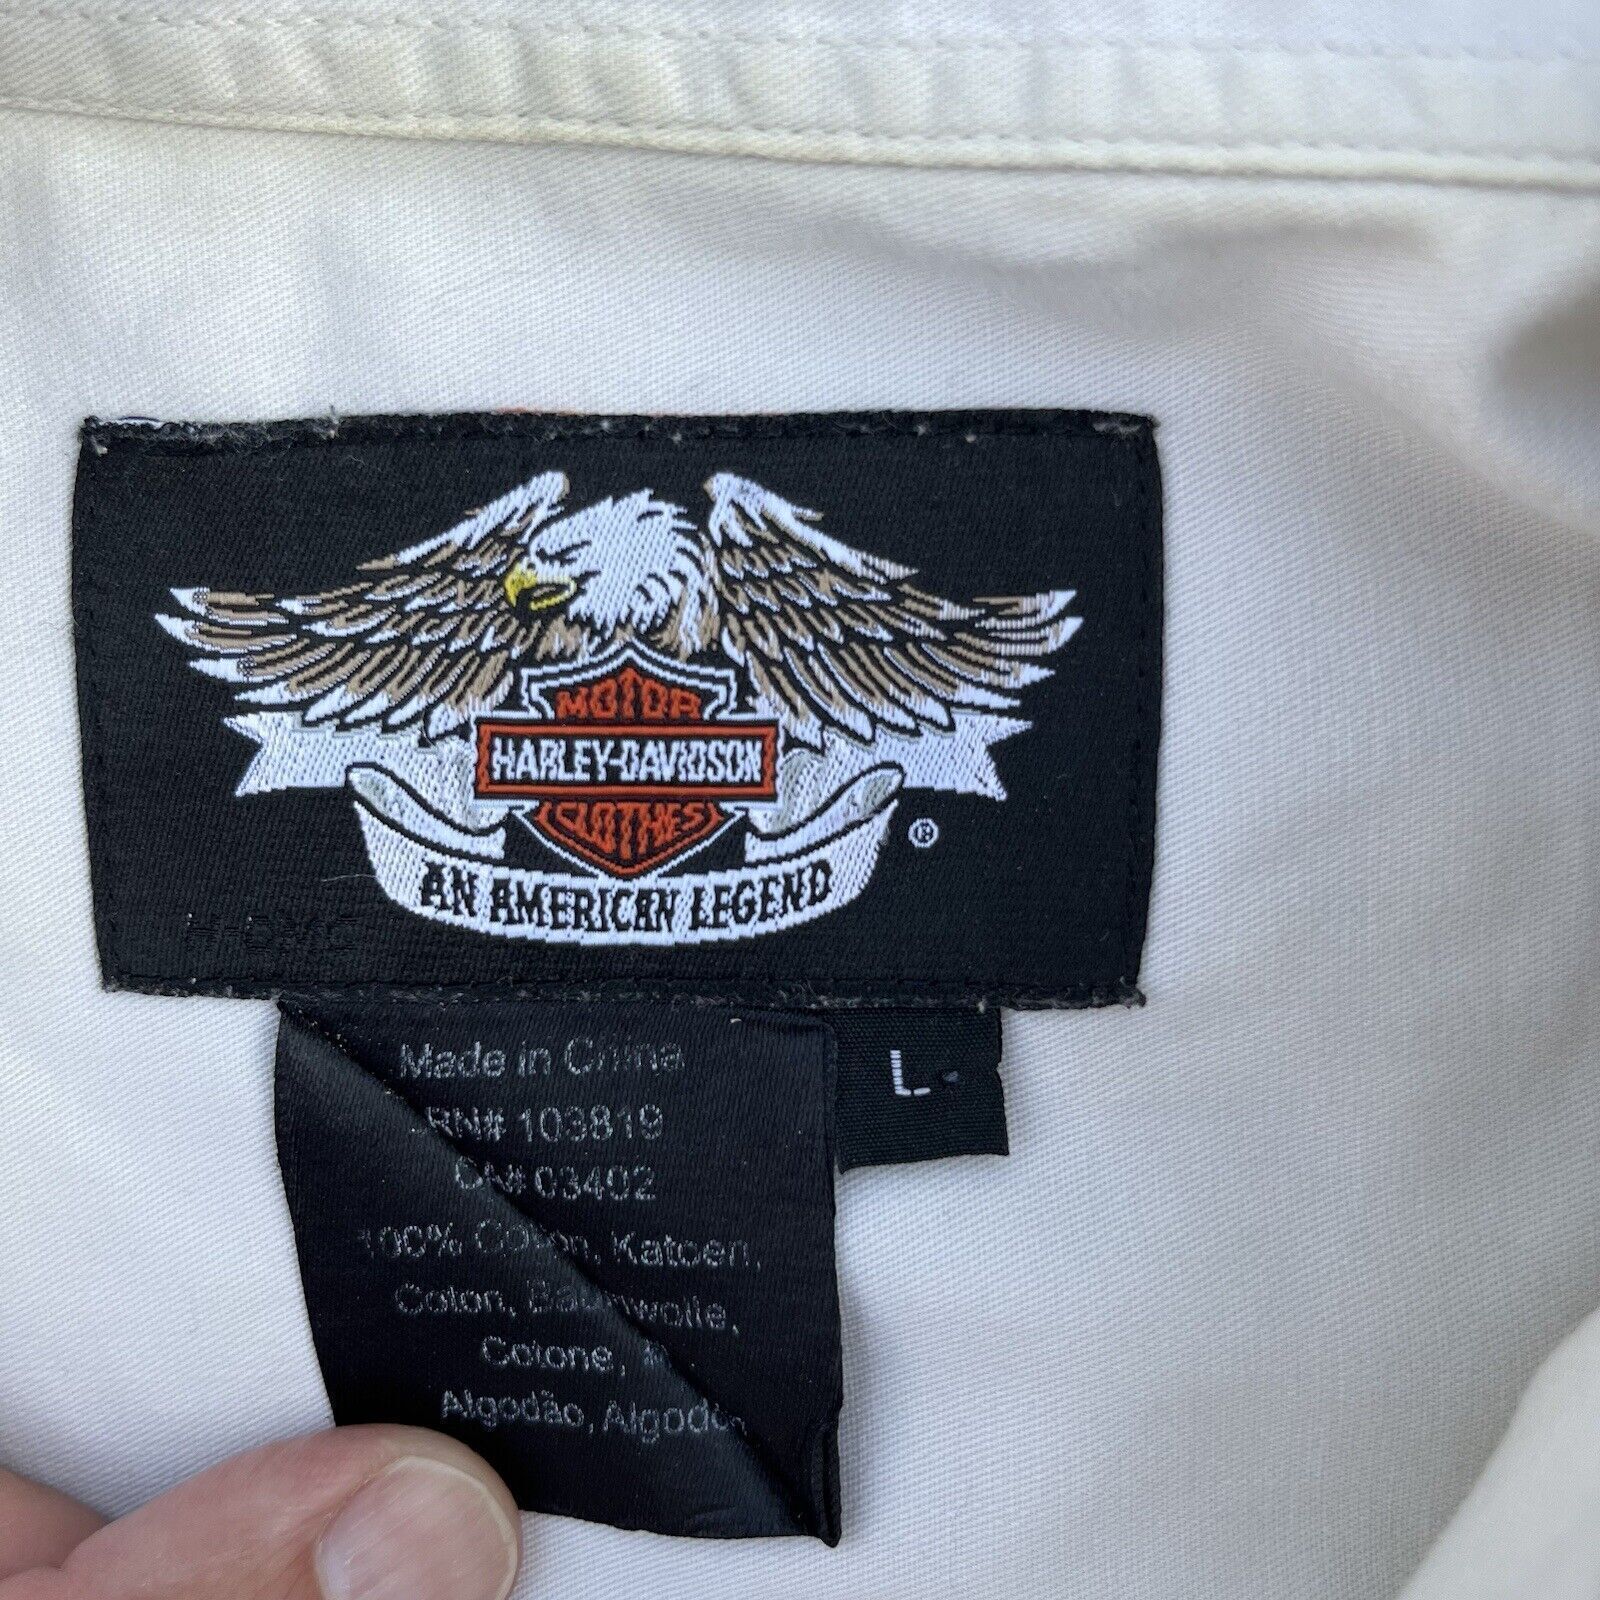 MOTOR
HARLEY-DAVIDSON
CLOTHES
®
AN AMERICAN LEGEND
Made in China
RN# 103819
CA# 03402
100% Cotton, Katoen,
Coton, Baumwolle,
Cotone,
Algodão, Algodón
L